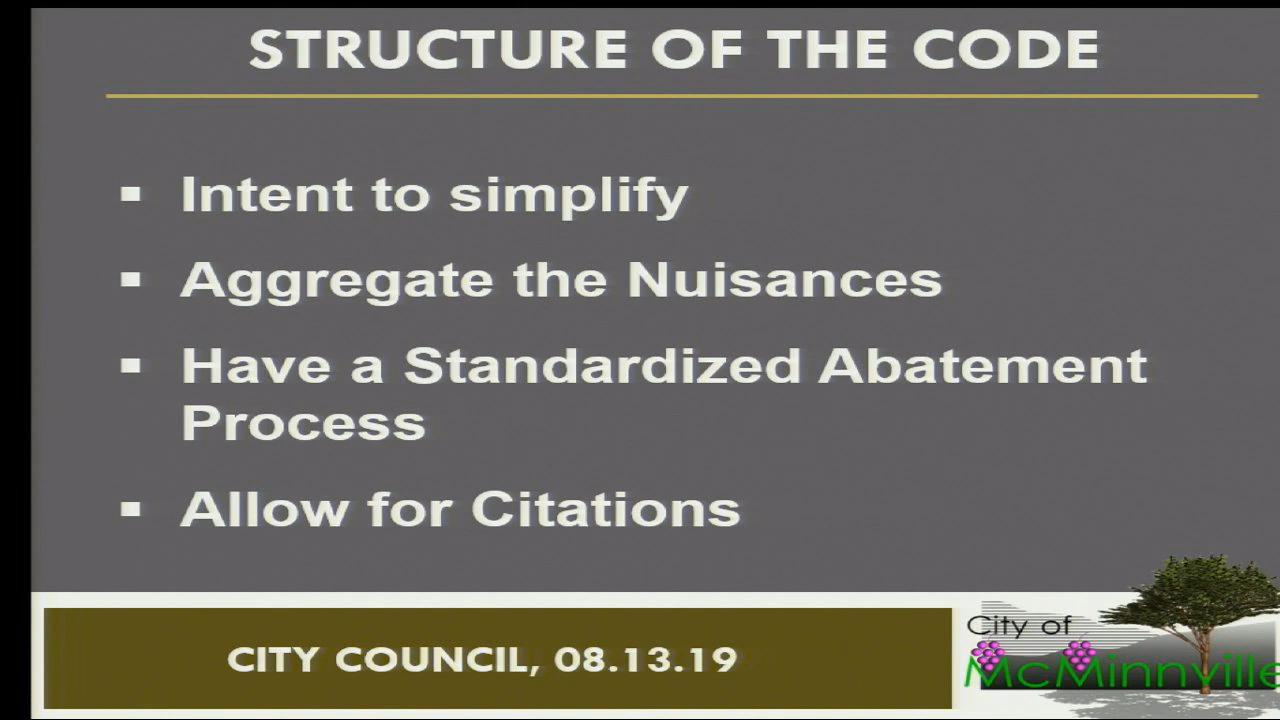 STRUCTURE OF THE CODE
▪ Intent to simplify
▪ Aggregate the Nuisances
▪ Have a Standardized Abatement
Process
▪ Allow for Citations
CITY COUNCIL, 08.13.19
City of
McMinnville